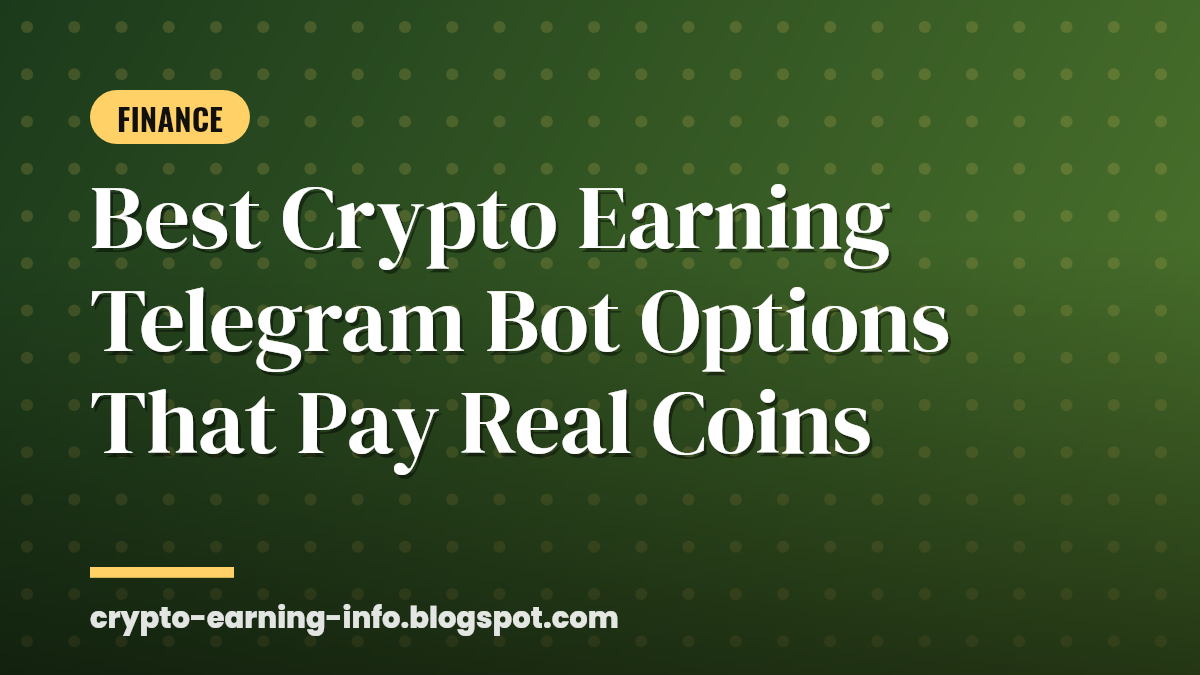 FINANCE
Best Crypto Earning
Telegram Bot Options
That Pay Real Coins
crypto-earning-info.blogspot.com